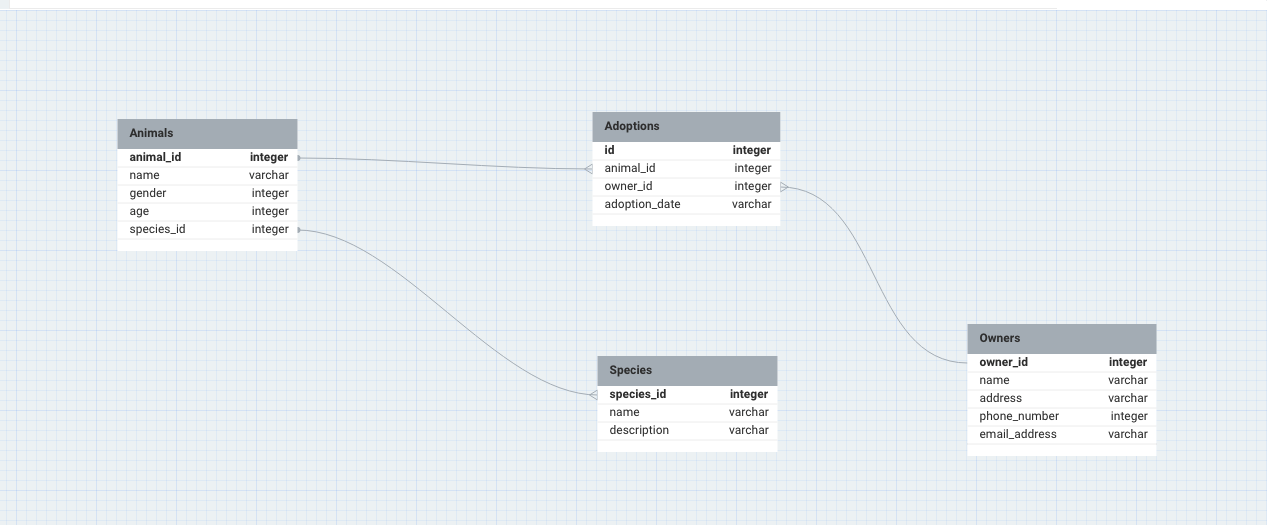 Animals
animal_id integer
name varchar
gender integer
age integer
species_id integer
Adoptions
id integer
animal_id integer
owner_id integer
adoption_date varchar
Species
species_id integer
name varchar
description varchar
Owners
owner_id integer
name varchar
address varchar
phone_number integer
email_address varchar